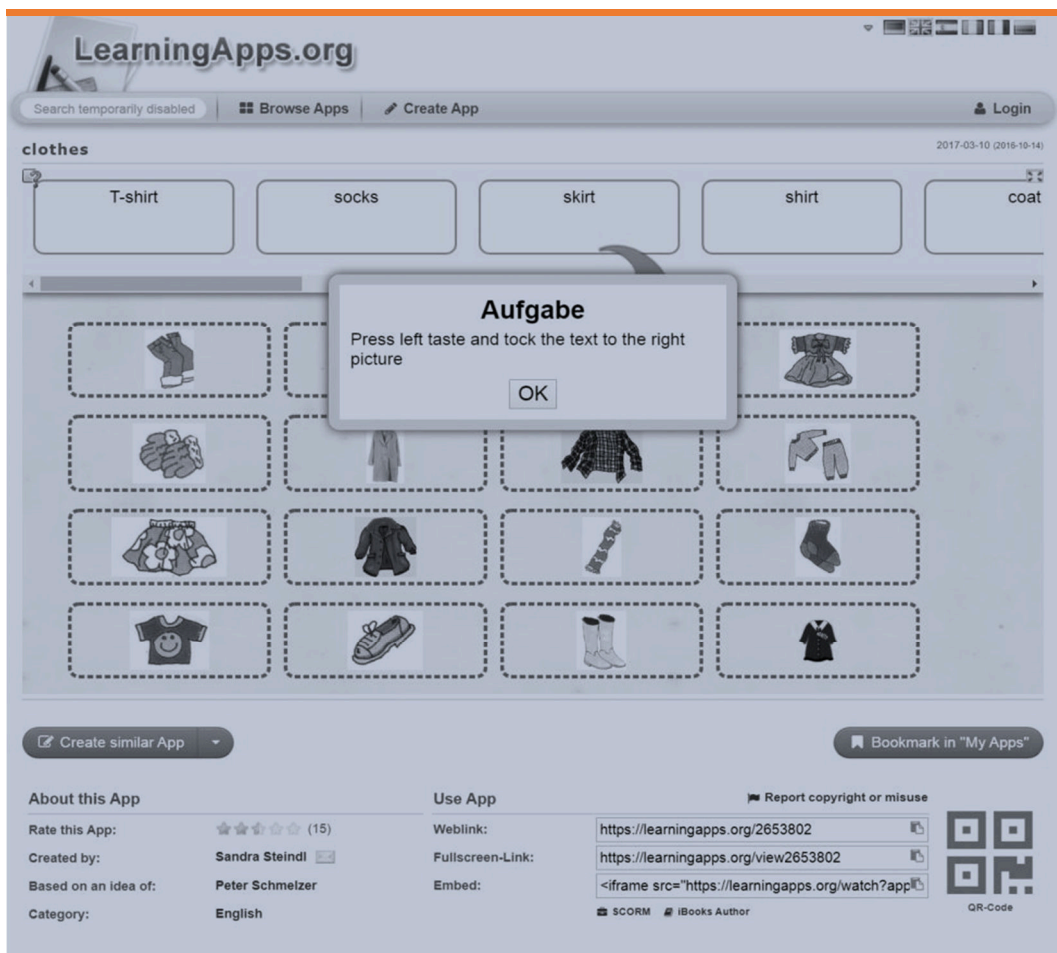 LearningApps.org
Search temporarily disabled
Browse Apps
Create App
Login
clothes
2017-03-10 (2016-10-14)
T-shirt
socks
skirt
shirt
coat
Aufgabe
Press left taste and tock the text to the right
picture
OK
Create similar App
Bookmark in "My Apps"
About this App
Rate this App: (15)
Created by: Sandra Steindl
Based on an idea of: Peter Schmelzer
Category: English
Use App
Report copyright or misuse
Weblink: https://learningapps.org/2653802
Fullscreen-Link: https://learningapps.org/view2653802
Embed: <iframe src="https://learningapps.org/watch?app
SCORM iBooks Author
QR-Code